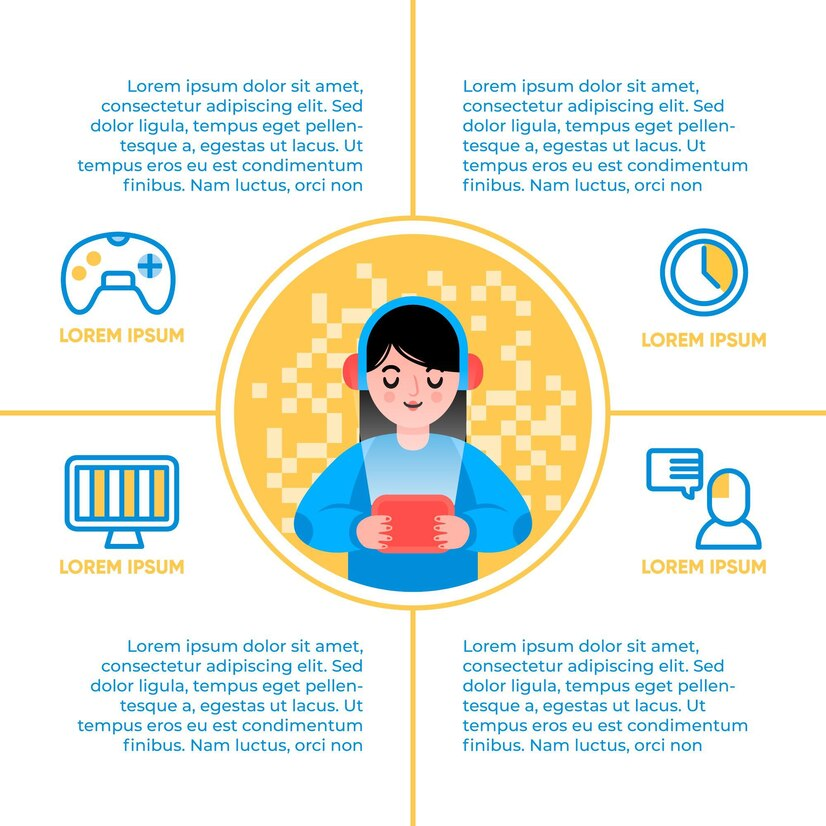 Lorem ipsum dolor sit amet,
consectetur adipiscing elit. Sed
dolor ligula, tempus eget pellen-
tesque a, egestas ut lacus. Ut
tempus eros eu est condimentum
finibus. Nam luctus, orci non
LOREM IPSUM
Lorem ipsum dolor sit amet,
consectetur adipiscing elit. Sed
dolor ligula, tempus eget pellen-
tesque a, egestas ut lacus. Ut
tempus eros eu est condimentum
finibus. Nam luctus, orci non
LOREM IPSUM
LOREM IPSUM
Lorem ipsum dolor sit amet,
consectetur adipiscing elit. Sed
dolor ligula, tempus eget pellen-
tesque a, egestas ut lacus. Ut
tempus eros eu est condimentum
finibus. Nam luctus, orci non
LOREM IPSUM
Lorem ipsum dolor sit amet,
consectetur adipiscing elit. Sed
dolor ligula, tempus eget pellen-
tesque a, egestas ut lacus. Ut
tempus eros eu est condimentum
finibus. Nam luctus, orci non